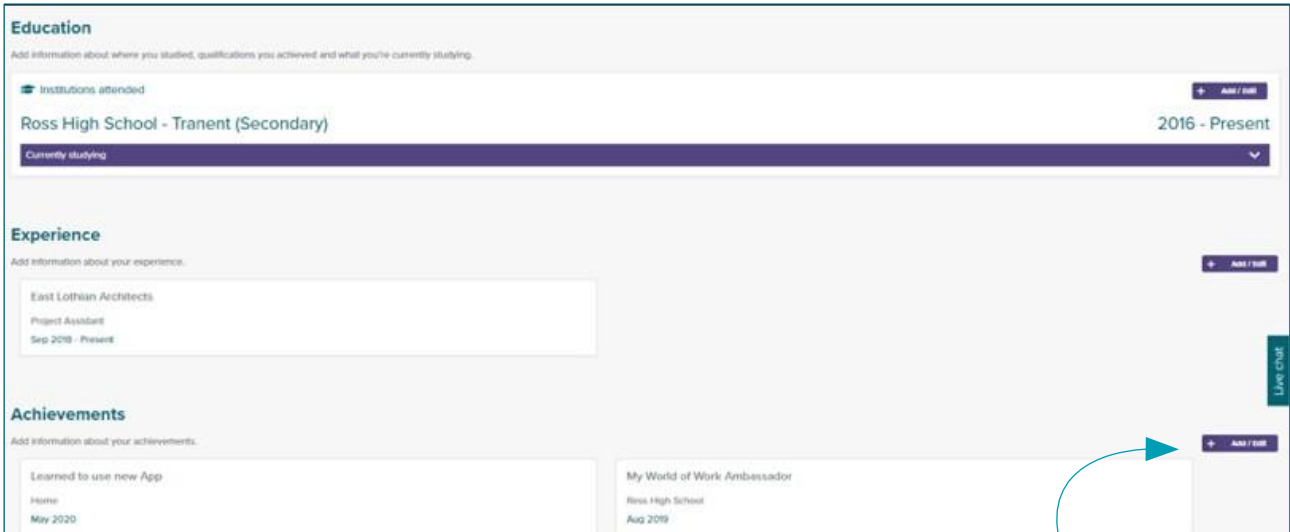 Education
Add information about where you studied, qualifications you achieved and what you're currently studying.
Institutions attended
+ Add / Edit
Ross High School - Tranent (Secondary)
2016 - Present
Currently studying
Experience
Add information about your experience.
+ Add / Edit
East Lothian Architects
Project Assistant
Sep 2018 - Present
Live chat
Achievements
Add information about your achievements.
+ Add / Edit
Learned to use new App
My World of Work Ambassador
Home
Ross High School
May 2020
Aug 2019